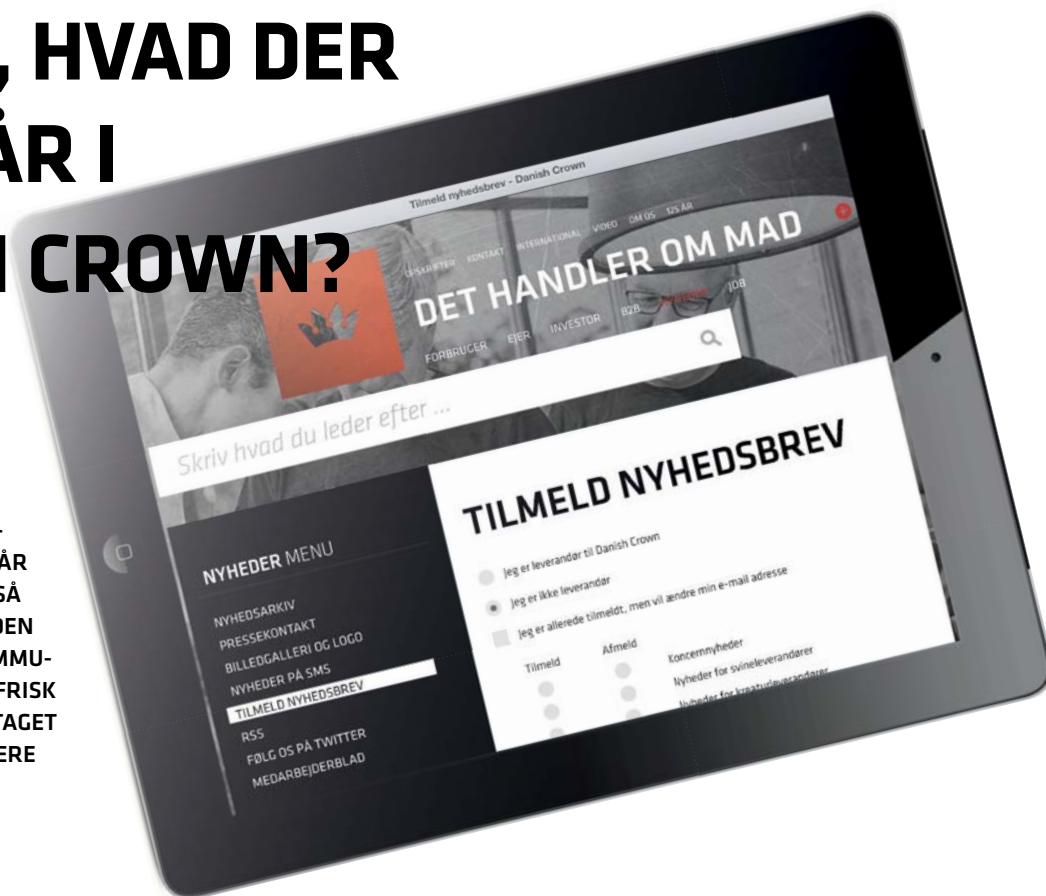 , HVAD DER
ÅR I
CROWN?
ÅR
SÅ
DEN
MMU-
FRISK
TAGET
ERE
Tilmeld nyhedsbrev - Danish Crown
OPSKRIFTER KONTAKT INTERNATIONAL VIDEO OM OS 125 ÅR
DET HANDLER OM MAD
FORBRUGER EJER INVESTOR B2B JOB
Skriv hvad du leder efter ...
NYHEDER MENU
NYHEDSARKIV
PRESSEKONTAKT
BILLEDGALLERI OG LOGO
NYHEDER PÅ SMS
TILMELD NYHEDSBREV
RSS
FØLG OS PÅ TWITTER
MEDARBEJDERBLAD
TILMELD NYHEDSBREV
Jeg er leverandør til Danish Crown
Jeg er ikke leverandør
Jeg er allerede tilmeldt, men vil ændre min e-mail adresse
Tilmeld Afmeld
Koncernnyheder
Nyheder for svineleverandører
Nyheder for kreaturleverandører